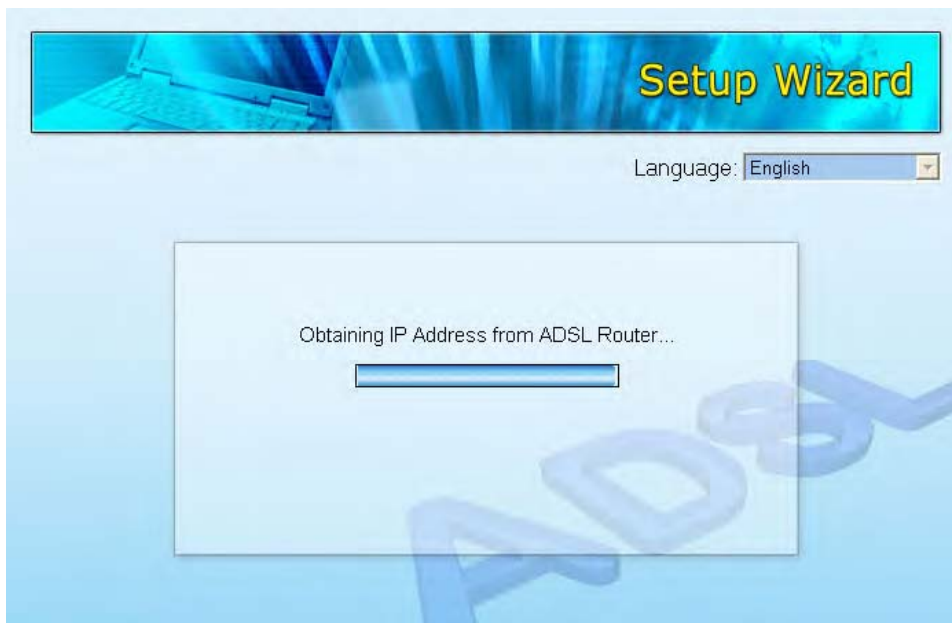 Setup Wizard
Language: English
Obtaining IP Address from ADSL Router...
ADSL